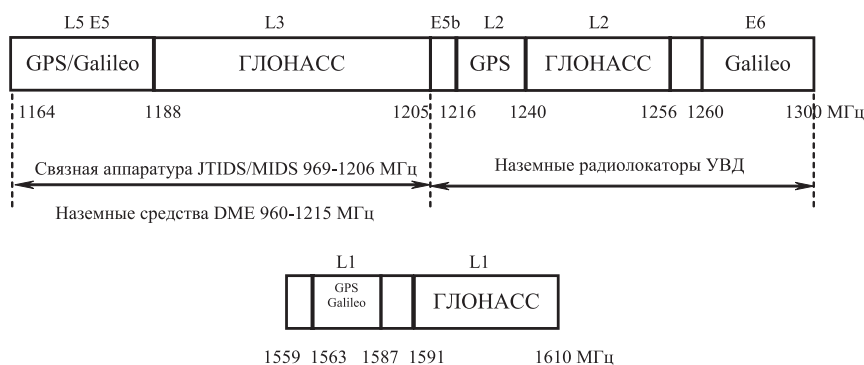 L5 E5 L3 E5b L2 L2 E6
GPS/Galileo ГЛОНАСС GPS ГЛОНАСС Galileo
1164 1188 1205 1216 1240 1256 1260 1300 МГц
Связная аппаратура JTIDS/MIDS 969-1206 МГц Наземные радиолокаторы УВД
Наземные средства DME 960-1215 МГц
L1 L1
GPS
Galileo
ГЛОНАСС
1559 1563 1587 1591 1610 МГц